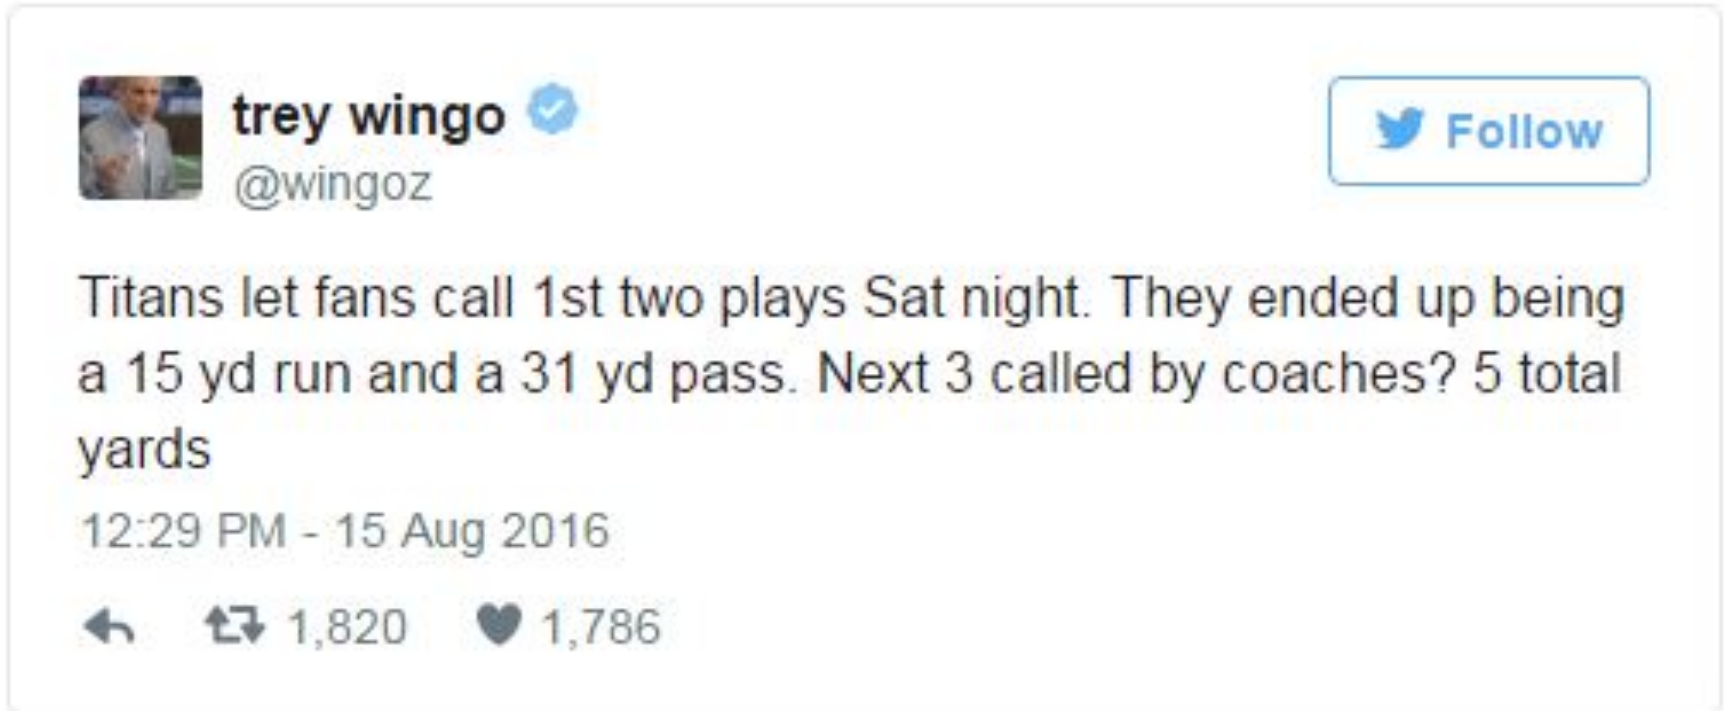 trey wingo
Follow
@wingoz
Titans let fans call 1st two plays Sat night. They ended up being
a 15 yd run and a 31 yd pass. Next 3 called by coaches? 5 total
yards
12:29 PM - 15 Aug 2016
1,820 1,786